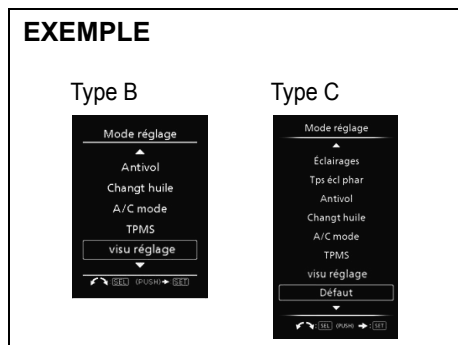 EXEMPLE
Type B
Mode réglage
Antivol
Changt huile
A/C mode
TPMS
visu réglage
SEL (PUSH) SET
Type C
Mode réglage
Éclairages
Tps écl phar
Antivol
Changt huile
A/C mode
TPMS
visu réglage
Défaut
: SEL (PUSH) : SET